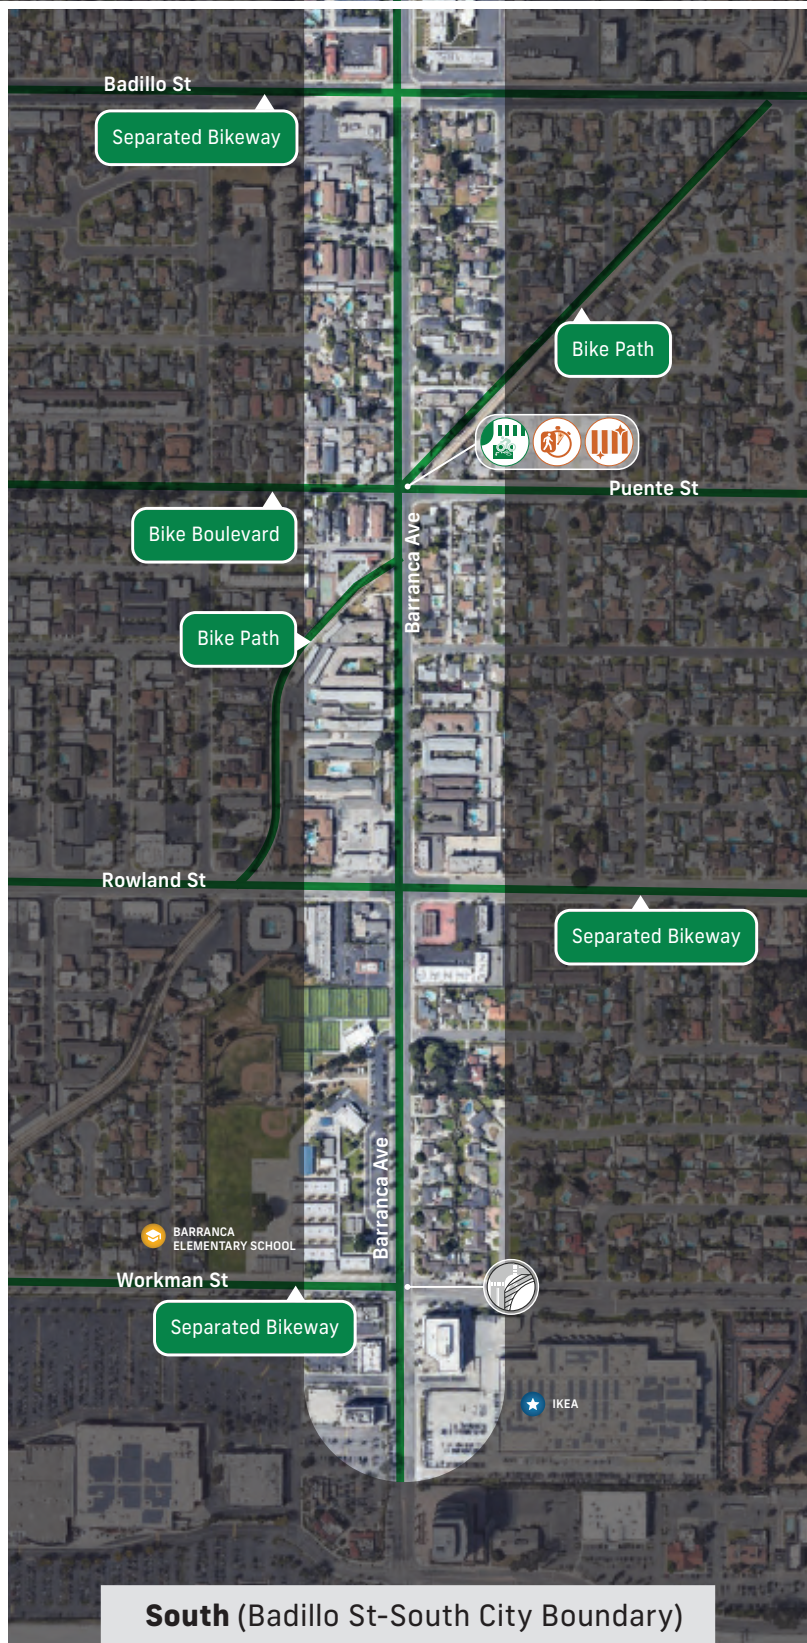 Badillo St
Separated Bikeway
Bike Path
Puente St
Bike Boulevard
Barranca Ave
Bike Path
Rowland St
Separated Bikeway
Barranca Ave
BARRANCA
ELEMENTARY SCHOOL
Workman St
Separated Bikeway
IKEA
South (Badillo St-South City Boundary)